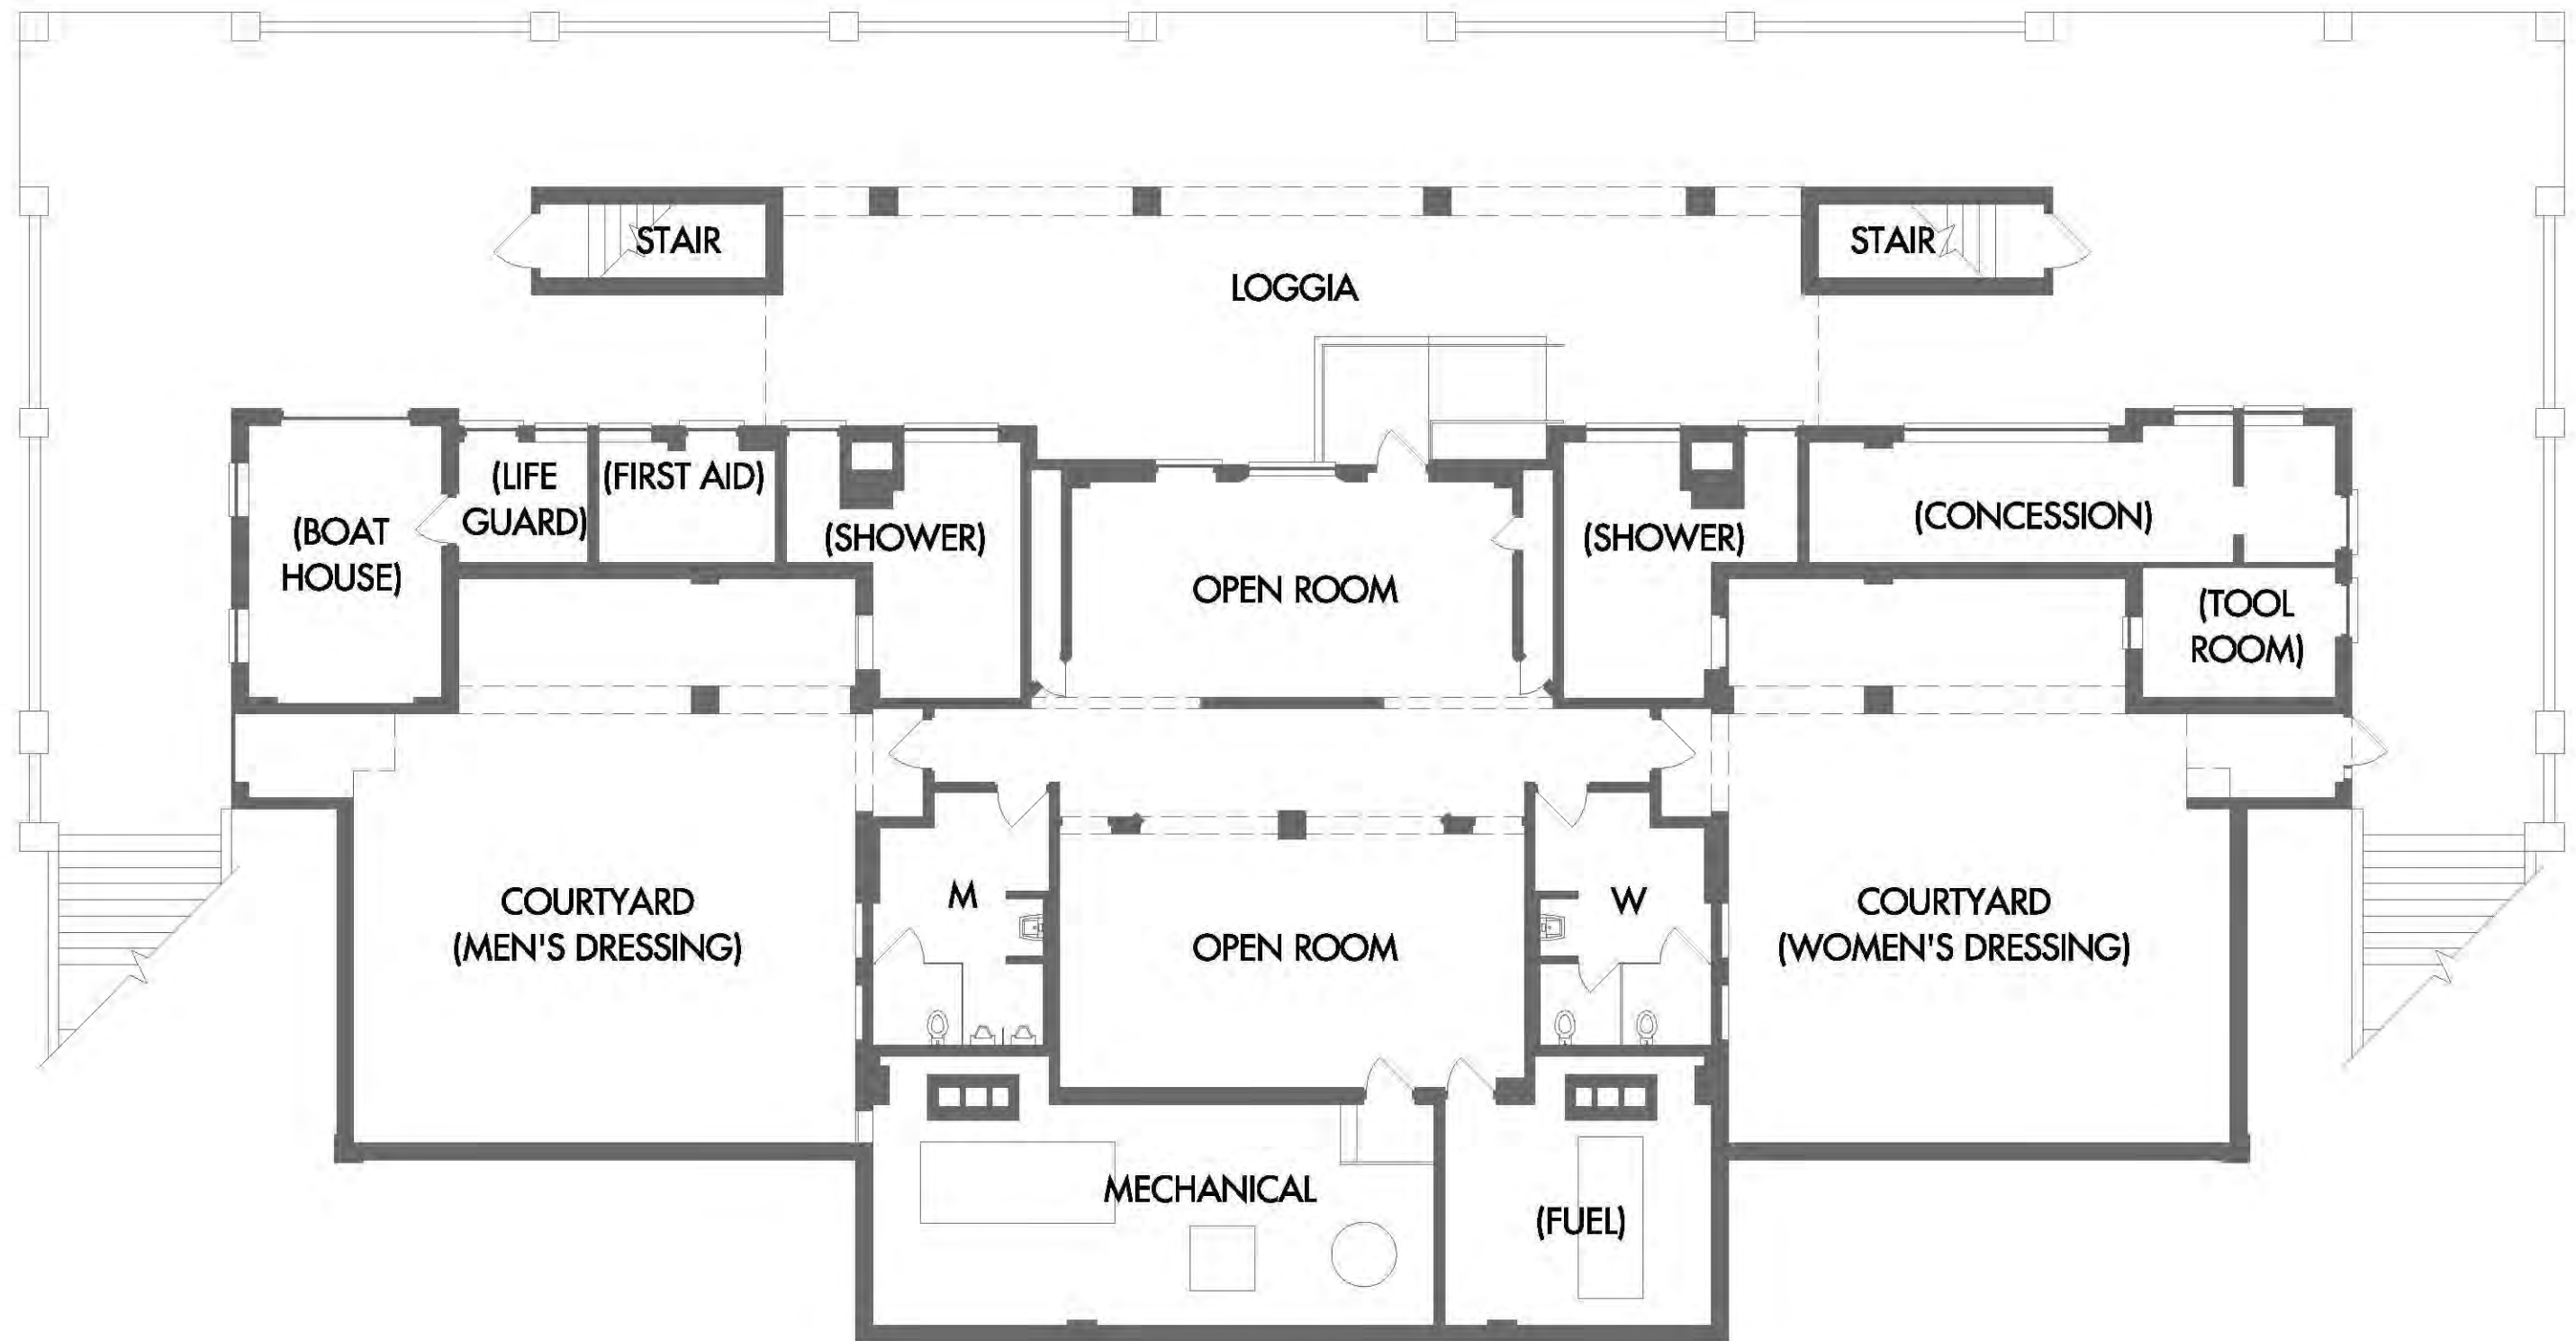 STAIR
STAIR
LOGGIA
(LIFE
GUARD)
(FIRST AID)
(BOAT
HOUSE)
(SHOWER)
OPEN ROOM
(SHOWER)
(CONCESSION)
(TOOL
ROOM)
COURTYARD
(MEN'S DRESSING)
M
OPEN ROOM
W
COURTYARD
(WOMEN'S DRESSING)
MECHANICAL
(FUEL)